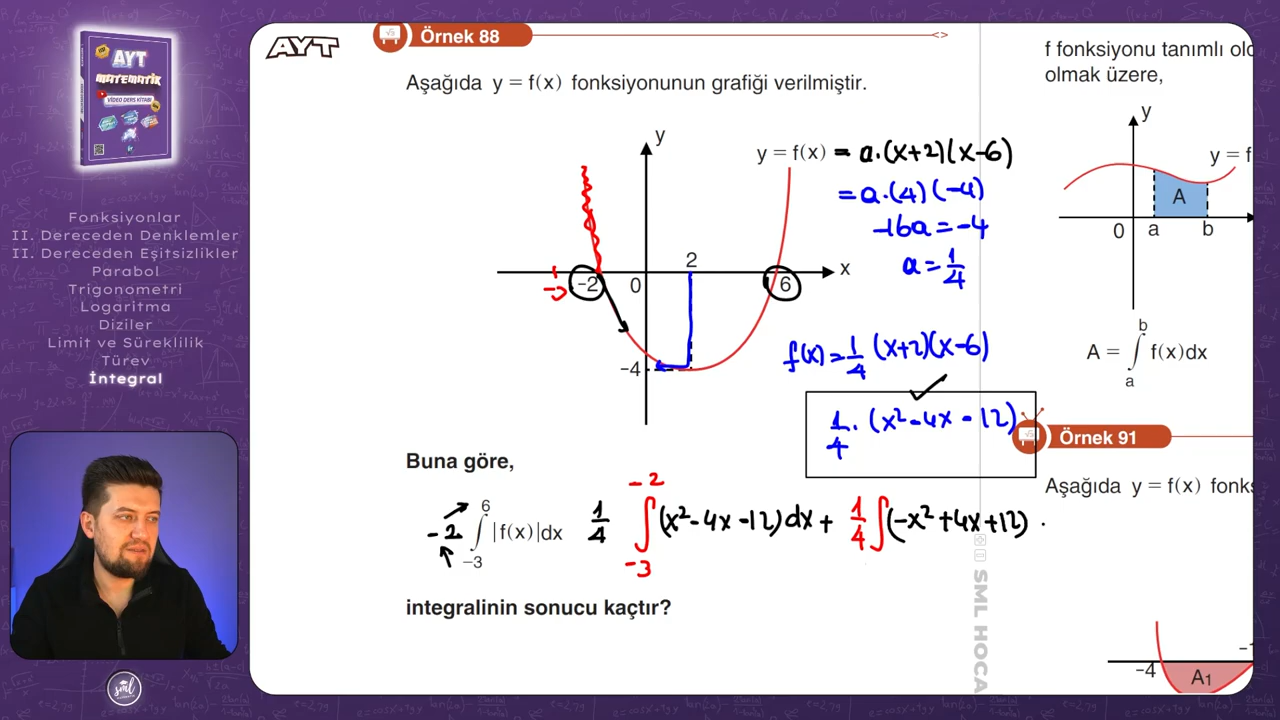 AYT
MATEMATİK
VİDEO DERS KİTABI
Fonksiyonlar
II. Dereceden Denklemler
II. Dereceden Eşitsizlikler
Parabol
Trigonometri
Logaritma
Diziler
Limit ve Süreklilik
Türev
İntegral
sml
AYT
Örnek 88
Aşağıda y = f(x) fonksiyonunun grafiği verilmiştir.
y
y = f(x) = a.(x+2)(x-6)
= a.(4)(-4)
-16a = -4
a = 1/4
2
x
-3
-2
0
6
-4
f(x) = 1/4 (x+2)(x-6)
1/4 . (x² - 4x - 12)
Buna göre,
-2 ∫_{-3}^{6} |f(x)|dx 1/4 ∫_{-3}^{-2} (x² - 4x - 12)dx + 1/4 ∫(-x² + 4x + 12) .
integralinin sonucu kaçtır?
SML HOCA
f fonksiyonu tanımlı
olmak üzere,
y
y = f
A
0
a
b
A = ∫_{a}^{b} f(x)dx
Örnek 91
Aşağıda y = f(x) fonks
-4
A₁